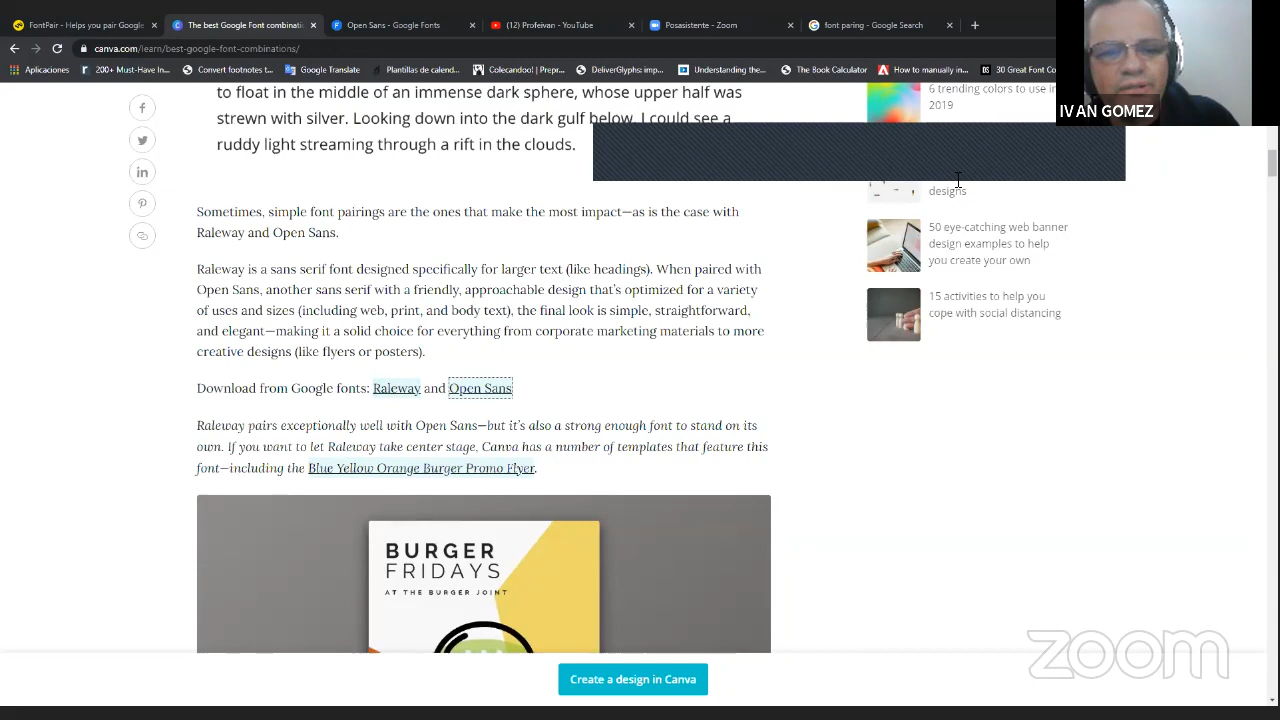 FontPair - Helps you pair Google
The best Google Font combinati
Open Sans - Google Fonts
(12) Profeivan - YouTube
Posasistente - Zoom
font paring - Google Search
canva.com/learn/best-google-font-combinations/
Aplicaciones
200+ Must-Have In...
Convert footnotes t...
Google Translate
Plantillas de calend...
Colecandoo! | Prepr...
DeliverGlyphs: impr...
Understanding the...
The Book Calculator
How to manually in...
30 Great Font Co
IVAN GOMEZ
to float in the middle of an immense dark sphere, whose upper half was
strewn with silver. Looking down into the dark gulf below, I could see a
ruddy light streaming through a rift in the clouds.
Sometimes, simple font pairings are the ones that make the most impact—as is the case with
Raleway and Open Sans.
Raleway is a sans serif font designed specifically for larger text (like headings). When paired with
Open Sans, another sans serif with a friendly, approachable design that's optimized for a variety
of uses and sizes (including web, print, and body text), the final look is simple, straightforward,
and elegant—making it a solid choice for everything from corporate marketing materials to more
creative designs (like flyers or posters).
Download from Google fonts: Raleway and Open Sans
Raleway pairs exceptionally well with Open Sans—but it's also a strong enough font to stand on its
own. If you want to let Raleway take center stage, Canva has a number of templates that feature this
font—including the Blue Yellow Orange Burger Promo Flyer.
BURGER
FRIDAYS
AT THE BURGER JOINT
6 trending colors to use in
2019
designs
50 eye-catching web banner
design examples to help
you create your own
15 activities to help you
cope with social distancing
Create a design in Canva
zoom